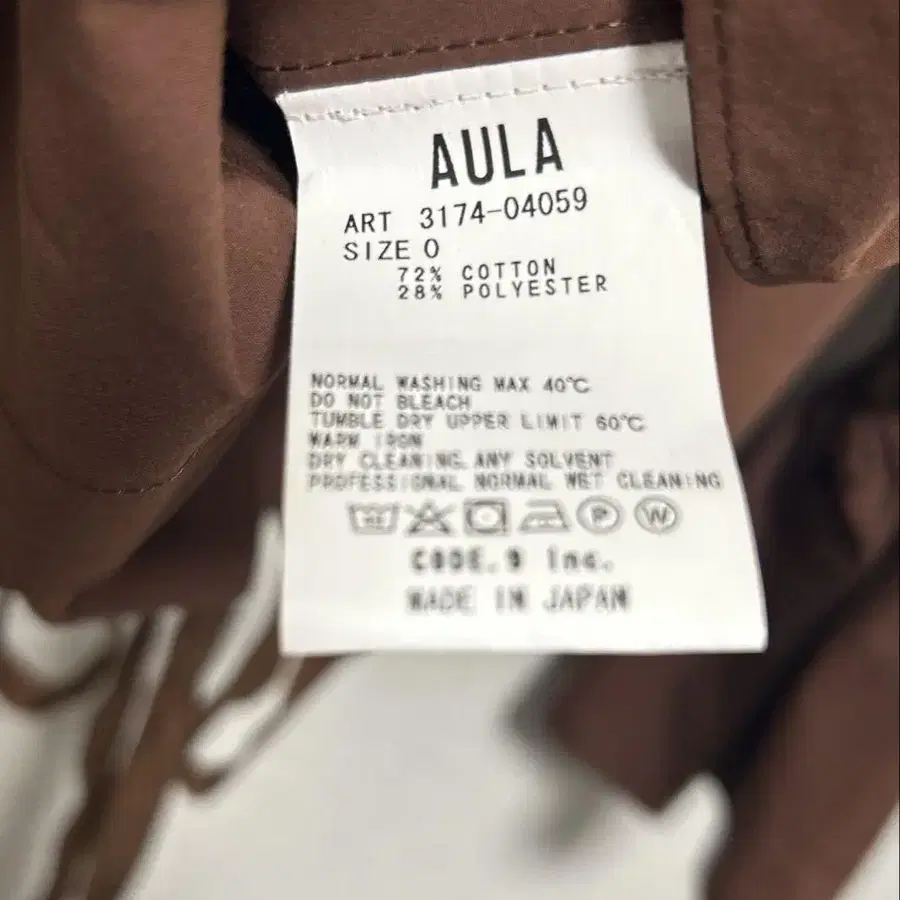 AULA
ART 3174-04059
SIZE 0
72% COTTON
28% POLYESTER
NORMAL WASHING MAX 40℃
DO NOT BLEACH
TUMBLE DRY UPPER LIMIT 60℃
WARM IRON
DRY CLEANING ANY SOLVENT
PROFESSIONAL NORMAL WET CLEANING
P W
CODE.9 Inc.
MADE IN JAPAN